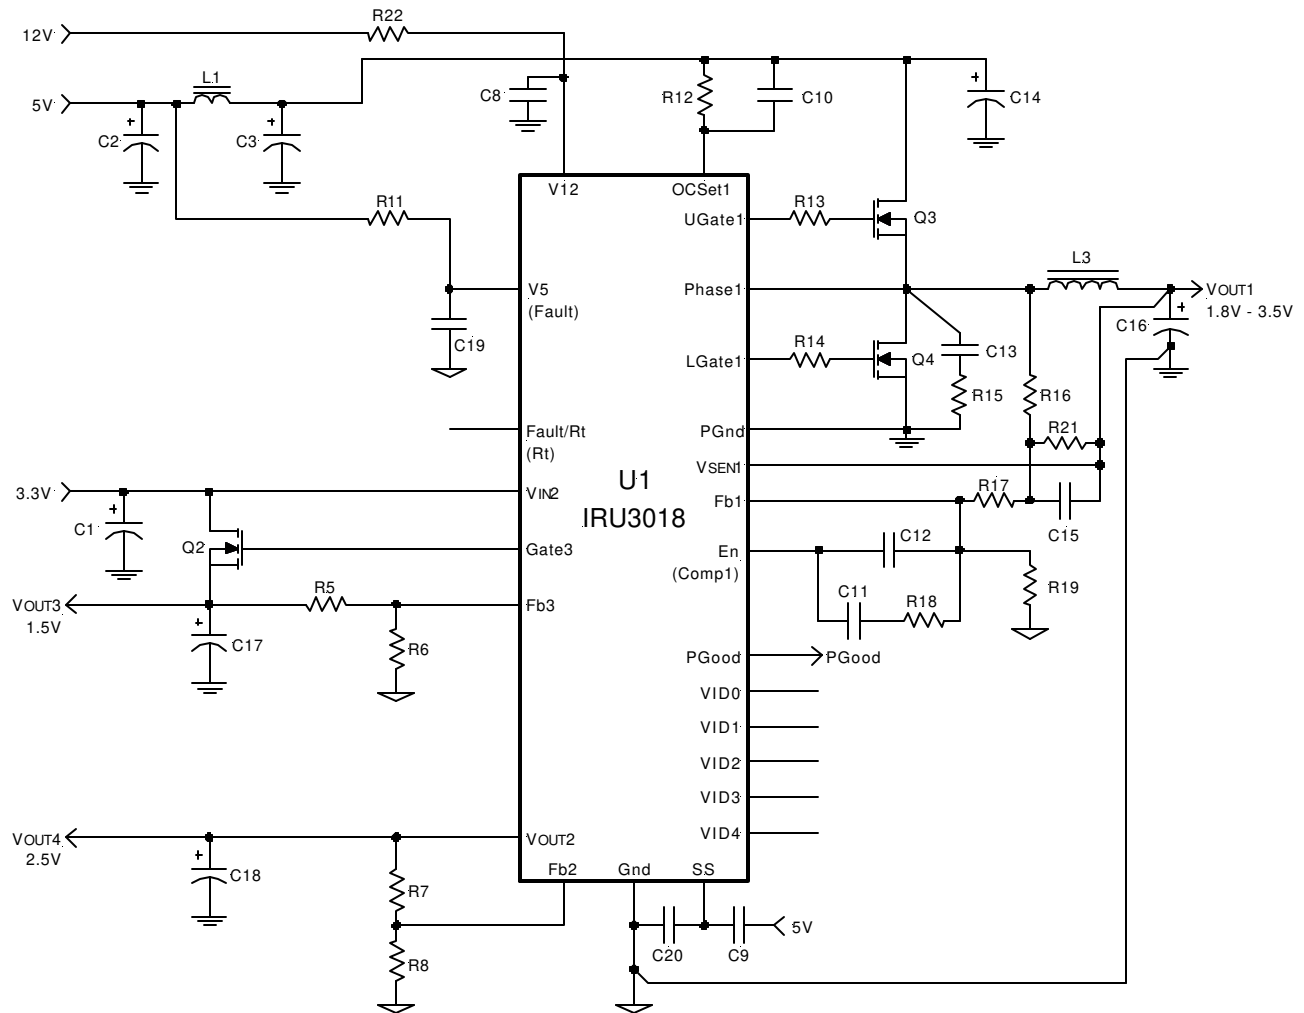 R22
12V
L1
5V
C8
R12
C10
C14
C2
C3
V12
OCSet1
R11
UGate1
R13
Q3
L3
V5
(Fault)
Phase1
VOUT1
1.8V - 3.5V
C16
C19
R14
LGate1
Q4
C13
R15
R16
Fault/Rt
(Rt)
PGnd
R21
VSEN1
U1
IRU3018
3.3V
VIN2
R17
Fb1
C15
C1
Q2
Gate3
En
(Comp1)
C12
VOUT3
1.5V
R5
Fb3
C11
R18
R19
C17
R6
PGood
PGood
VID0
VID1
VID2
VID3
VID4
VOUT4
2.5V
VOUT2
C18
Fb2
Gnd
SS
R7
5V
C20
C9
R8